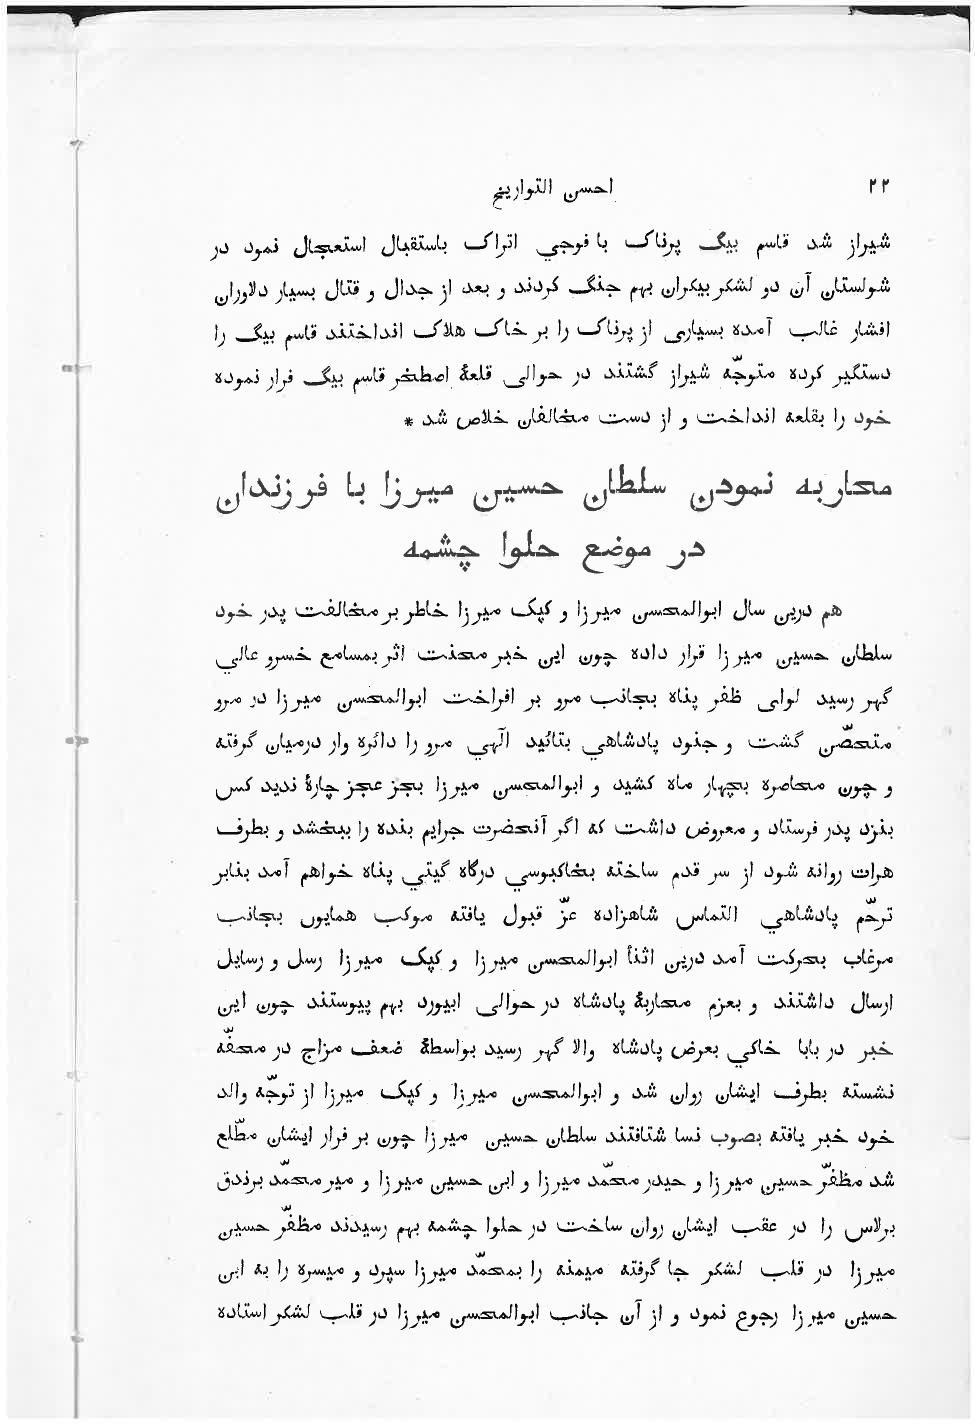 ۲۲
احسن التواریخ
شیراز شد قاسم بیگ پرناک با فوجي اتراک باستقبال استعجال نمود در
شولستان آن دو لشکر بیکران بهم جنگ کردند و بعد از جدال و قتال بسیار دلاوران
افشار غالب آمده بسیاری از پرناک را بر خاک هلاک انداختند قاسم بیگ را
دستگیر کرده متوجّه شیراز گشتند در حوالی قلعهٔ اصطخر قاسم بیگ فرار نموده
خود را بقلعه انداخت و از دست مخالفان خلاص شد *
محاربه نمودن سلطان حسین میرزا با فرزندان
در موضع حلوا چشمه
هم درین سال ابوالمحسن میرزا و کپک میرزا خاطر بر مخالفت پدر خود
سلطان حسین میرزا قرار داده چون این خبر محنت اثر بمسامع خسرو عالي
گهر رسید لوای ظفر پناه بجانب مرو بر افراخت ابوالمحسن میرزا در مرو
متحصّن گشت و جنود پادشاهي بتائید الٓهي مرو را دائره وار درمیان گرفته
و چون محاصره بچهار ماه کشید و ابوالمحسن میرزا بجز عجز چارهٔ ندید کس
بنزد پدر فرستاد و معروض داشت که اگر آنحضرت جرایم بنده را ببخشد و بطرف
هرات روانه شود از سر قدم ساخته بخاکبوسي درگاه گیتي پناه خواهم آمد بنابر
ترحّم پادشاهي التماس شاهزاده عزّ قبول یافته موکب همایون بجانب
مرغاب بحرکت آمد درین اثنأ ابوالمحسن میرزا و کپک میرزا رسل و رسایل
ارسال داشتند و بعزم محاربهٔ پادشاه در حوالی ابیورد بهم پیوستند چون این
خبر در بابا خاکي بعرض پادشاه والا گهر رسید بواسطهٔ ضعف مزاج در محفّه
نشسته بطرف ایشان روان شد و ابوالمحسن میرزا و کپک میرزا از توجّه والد
خود خبر یافته بصوب نسا شتافتند سلطان حسین میرزا چون بر فرار ایشان مطّلع
شد مظفّر حسین میرزا و حیدر محمّد میرزا و ابن حسین میرزا و میر محمّد برندق
برلاس را در عقب ایشان روان ساخت در حلوا چشمه بهم رسیدند مظفّر حسین
میرزا در قلب لشکر جا گرفته میمنه را بمحمّد میرزا سپرد و میسره را به ابن
حسین میرزا رجوع نمود و از آن جانب ابوالمحسن میرزا در قلب لشکر استاده